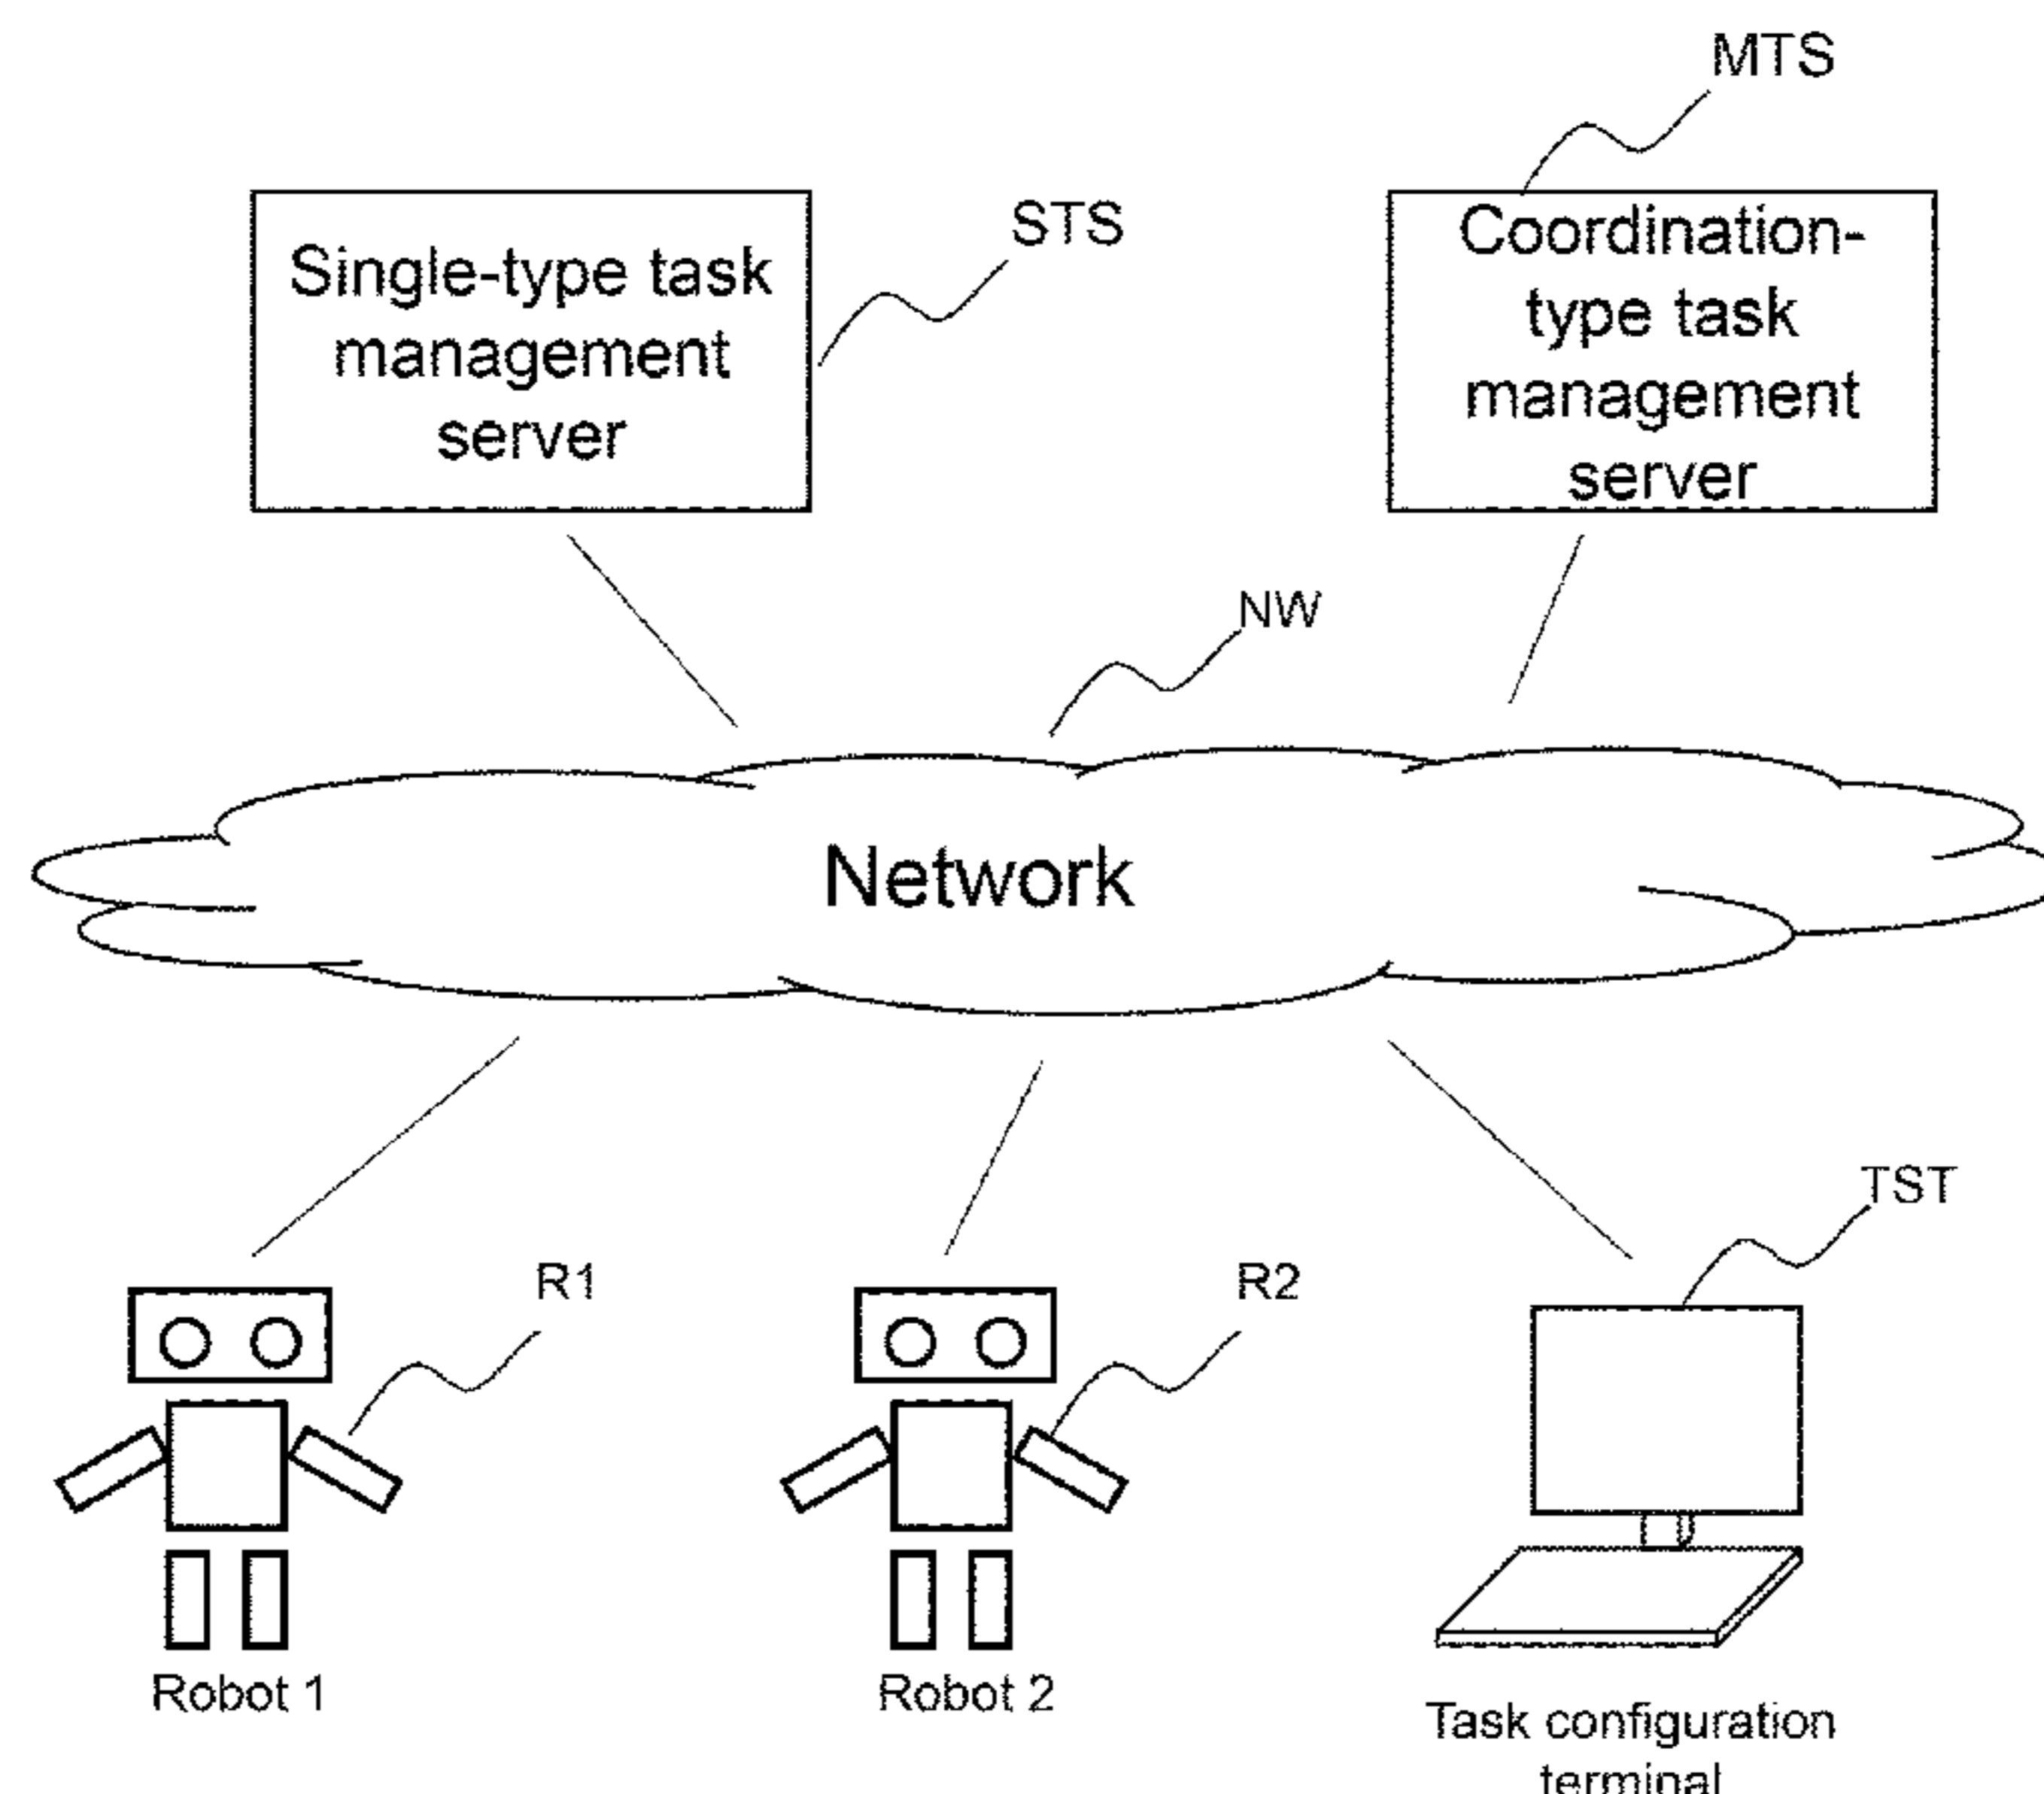 MTS
STS
Single-type task
management
server
Coordination-
type task
management
server
NW
Network
TST
R1
R2
Robot 1
Robot 2
Task configuration
terminal